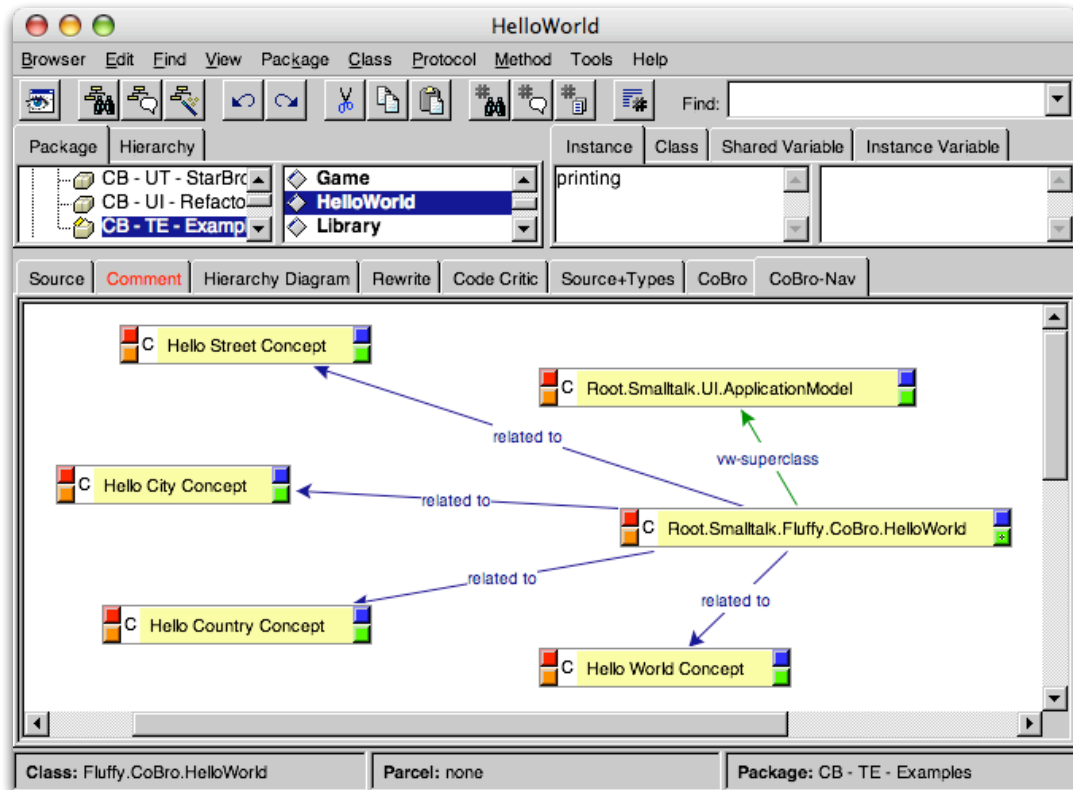 HelloWorld
Browser Edit Find View Package Class Protocol Method Tools Help
Find:
Package Hierarchy
Instance Class Shared Variable Instance Variable
CB - UT - StarBro
CB - UI - Refacto
CB - TE - Examp
Game
HelloWorld
Library
printing
Source Comment Hierarchy Diagram Rewrite Code Critic Source+Types CoBro CoBro-Nav
C Hello Street Concept
C Root.Smalltalk.UI.ApplicationModel
related to
vw-superclass
C Hello City Concept
related to
C Root.Smalltalk.Fluffy.CoBro.HelloWorld
related to
related to
C Hello Country Concept
C Hello World Concept
Class: Fluffy.CoBro.HelloWorld
Parcel: none
Package: CB - TE - Examples